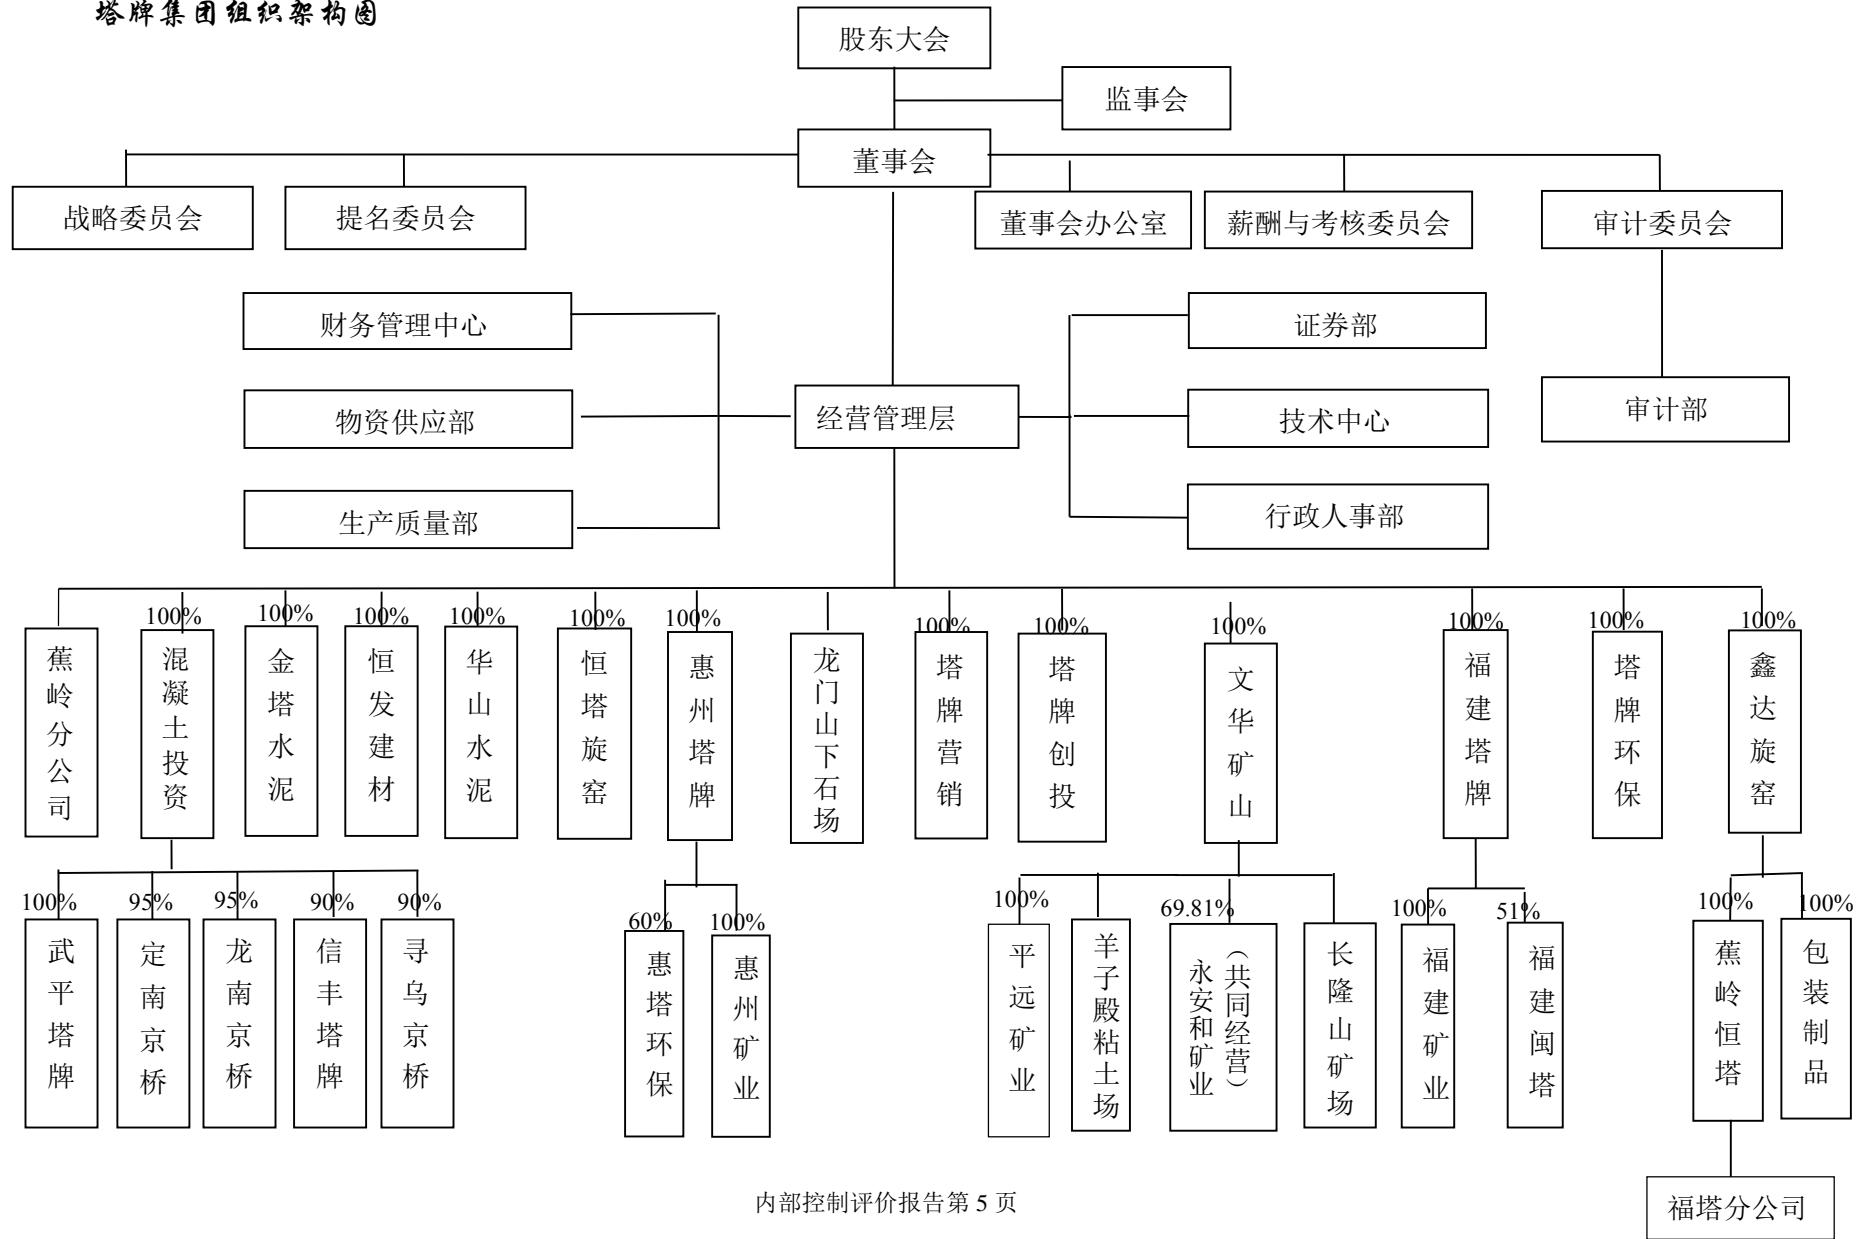 塔牌集团组织架构图
股东大会
监事会
董事会
战略委员会
提名委员会
董事会办公室
薪酬与考核委员会
审计委员会
财务管理中心
证券部
物资供应部
经营管理层
技术中心
审计部
生产质量部
行政人事部
100%
100%
100%
100%
100%
100%
100%
100%
100%
100%
100%
100%
蕉岭分公司
混凝土投资
金塔水泥
恒发建材
华山水泥
恒塔旋窑
惠州塔牌
龙门山下石场
塔牌营销
塔牌创投
文华矿山
福建塔牌
塔牌环保
鑫达旋窑
100%
95%
95%
90%
90%
60%
100%
100%
69.81%
100%
51%
100%
100%
武平塔牌
定南京桥
龙南京桥
信丰塔牌
寻乌京桥
惠塔环保
惠州矿业
平远矿业
羊子殿粘土场
永安和矿业
（共同经营）
长隆山矿场
福建矿业
福建闽塔
蕉岭恒塔
包装制品
福塔分公司
内部控制评价报告第 5 页